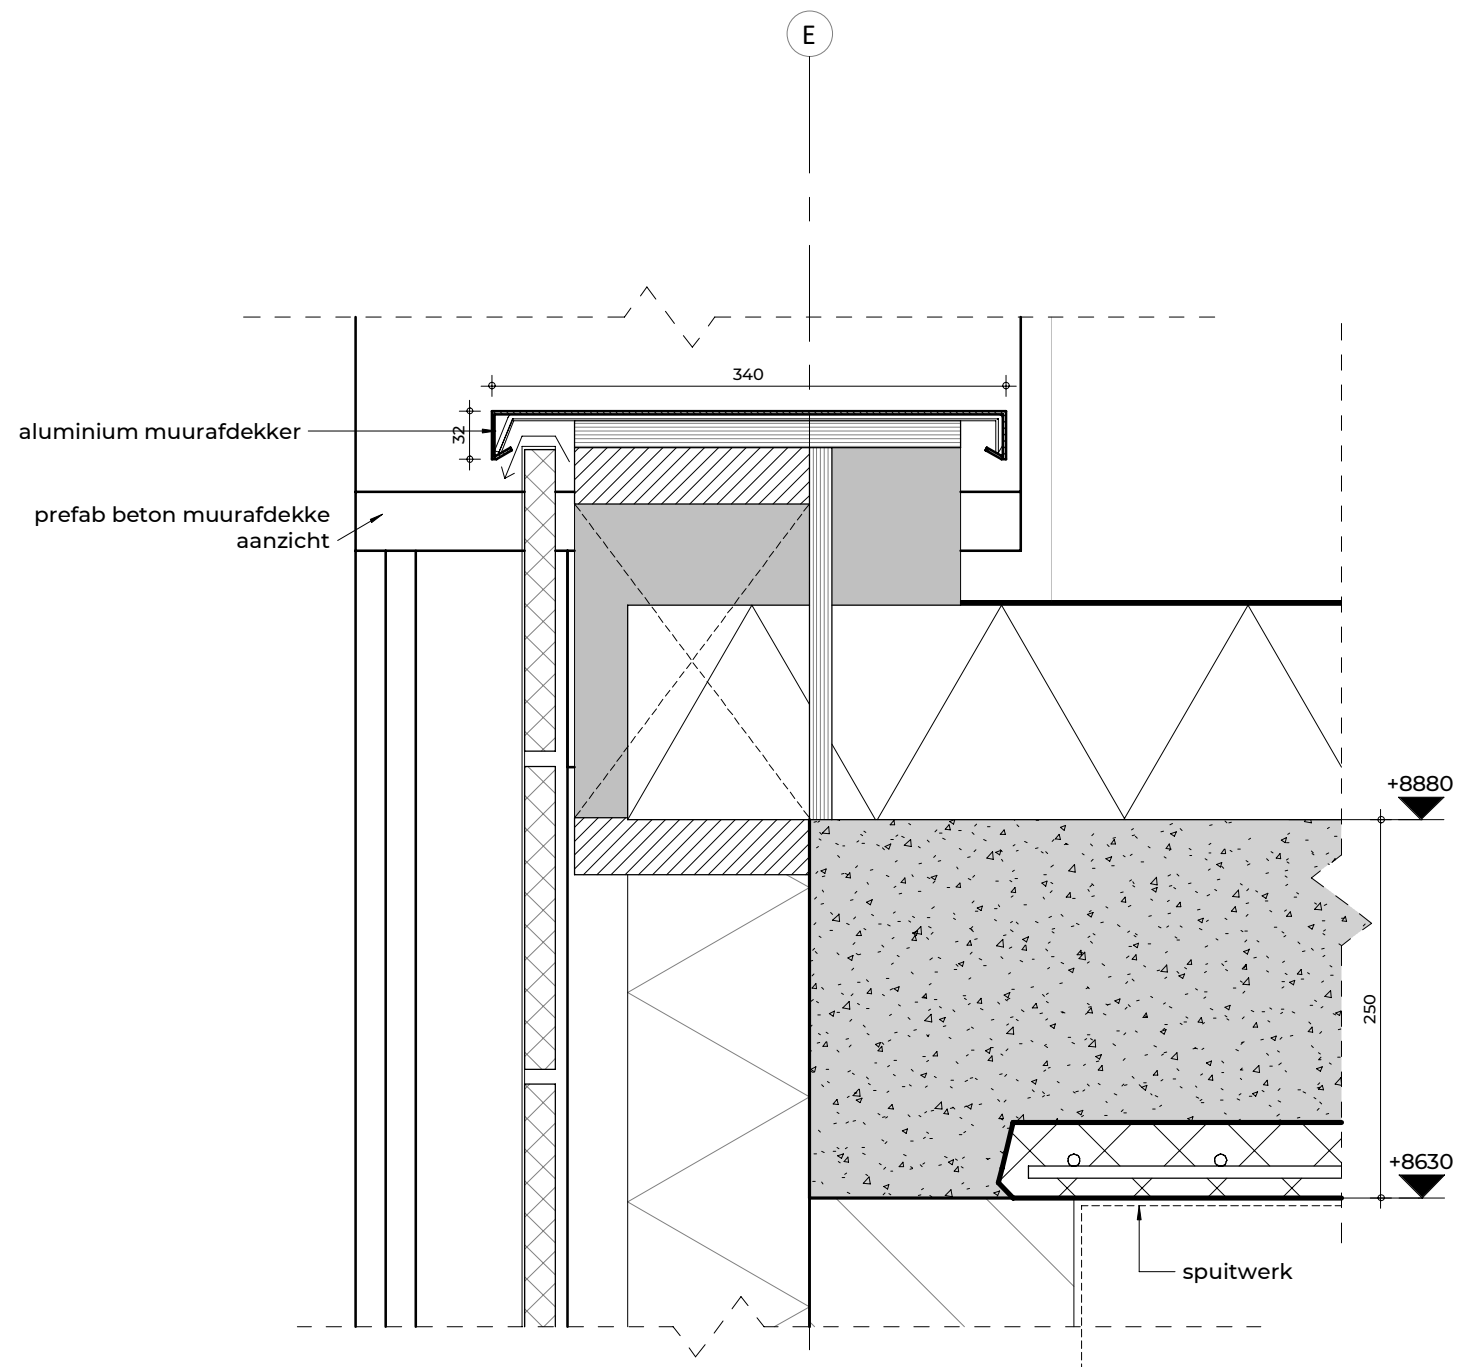 E
340
aluminium muurafdekker
32
prefab beton muurafdekke
aanzicht
+8880
250
+8630
spuitwerk